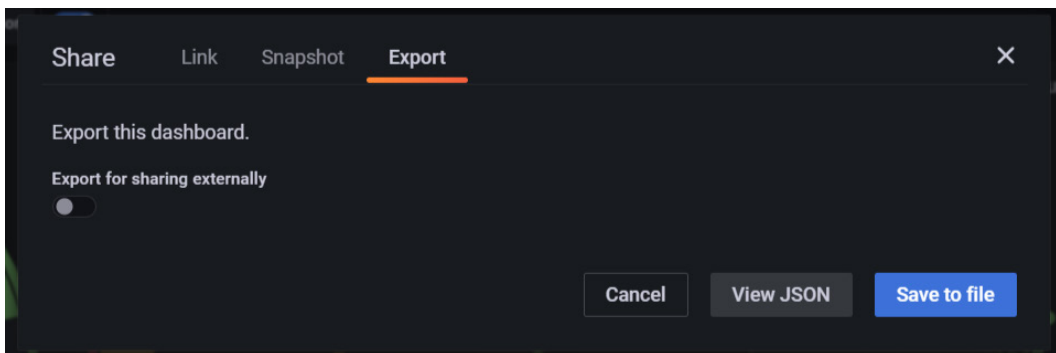 Share Link Snapshot Export
Export this dashboard.
Export for sharing externally
Cancel View JSON Save to file